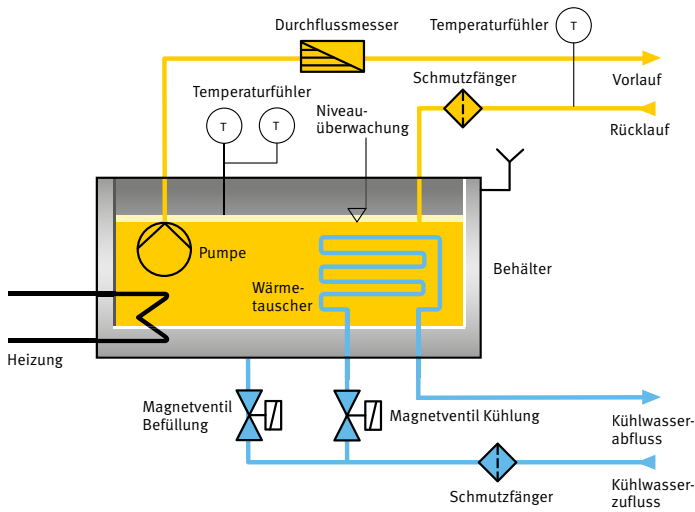 Durchflussmesser
Temperaturfühler
T
Vorlauf
Schmutzfänger
Rücklauf
Temperaturfühler
T
T
Niveau-
überwachung
Pumpe
Wärme-
tauscher
Behälter
Heizung
Magnetventil
Befüllung
Magnetventil Kühlung
Kühlwasser-
abfluss
Schmutzfänger
Kühlwasser-
zufluss